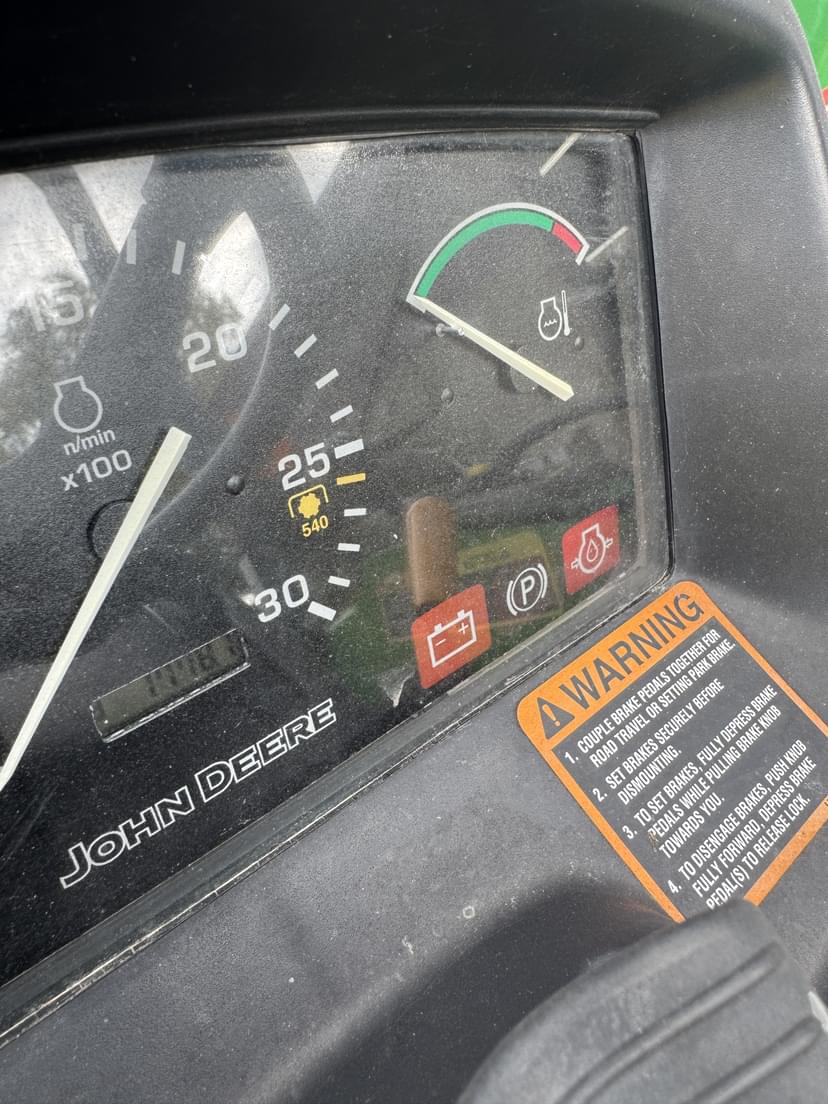 15
20
n/min
x100
25
540
30
JOHN DEERE
- +
P
WARNING
1. COUPLE BRAKE PEDALS TOGETHER FOR
ROAD TRAVEL OR SETTING PARK BRAKE.
2. SET BRAKES SECURELY BEFORE
DISMOUNTING.
3. TO SET BRAKES, FULLY DEPRESS BRAKE
PEDALS WHILE PULLING BRAKE KNOB
TOWARDS YOU.
4. TO DISENGAGE BRAKES, PUSH KNOB
FULLY FORWARD, DEPRESS BRAKE
PEDAL(S) TO RELEASE LOCK.